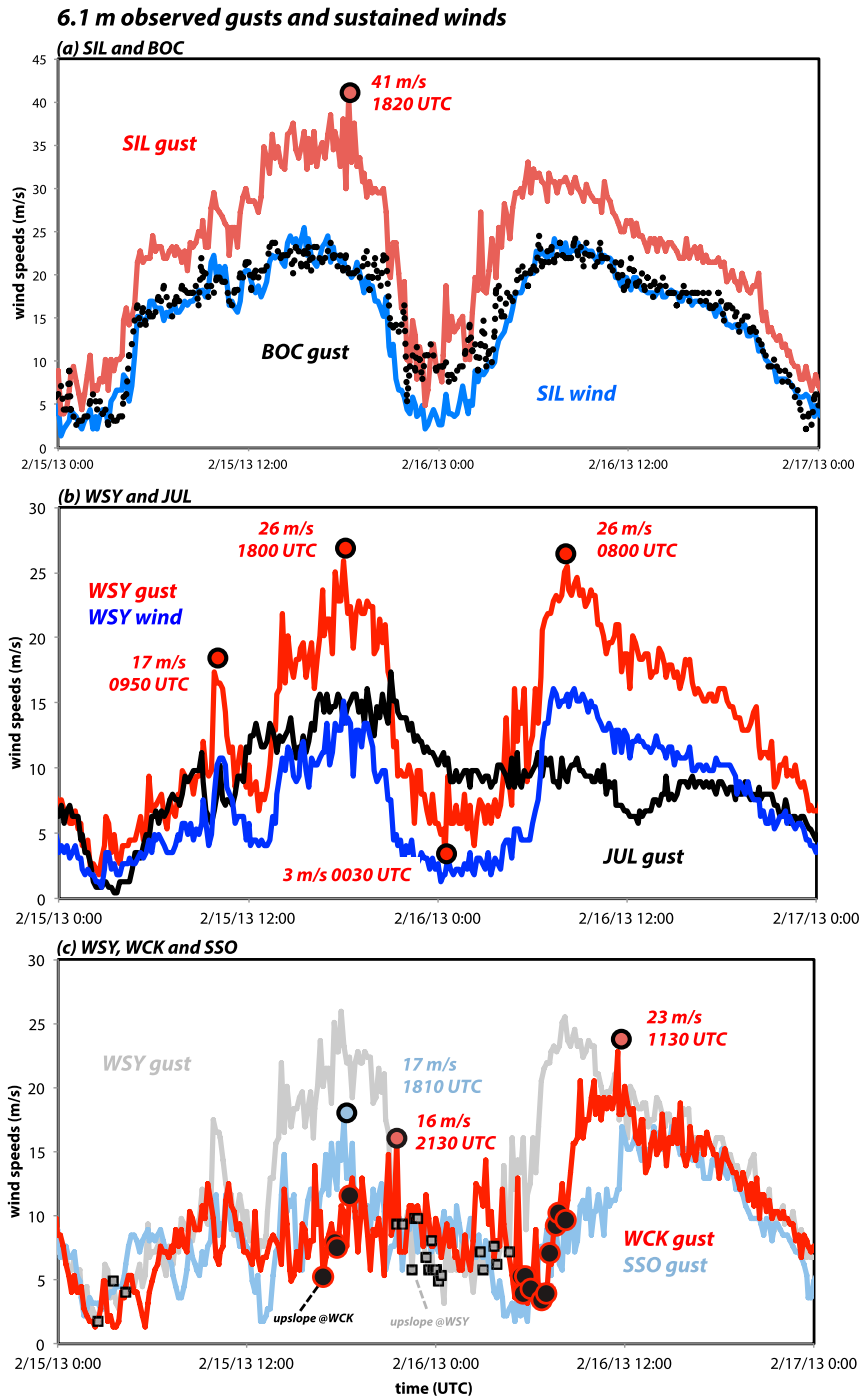 6.1 m observed gusts and sustained winds
(a) SIL and BOC
45
40
35
30
25
20
15
10
5
0
wind speeds (m/s)
41 m/s
1820 UTC
SIL gust
BOC gust
SIL wind
2/15/13 0:00
2/15/13 12:00
2/16/13 0:00
2/16/13 12:00
2/17/13 0:00
(b) WSY and JUL
30
25
20
15
10
5
0
wind speeds (m/s)
26 m/s
1800 UTC
26 m/s
0800 UTC
WSY gust
WSY wind
17 m/s
0950 UTC
3 m/s 0030 UTC
JUL gust
2/15/13 0:00
2/15/13 12:00
2/16/13 0:00
2/16/13 12:00
2/17/13 0:00
(c) WSY, WCK and SSO
30
25
20
15
10
5
0
wind speeds (m/s)
WSY gust
17 m/s
1810 UTC
16 m/s
2130 UTC
23 m/s
1130 UTC
WCK gust
SSO gust
upslope @WCK
upslope @WSY
2/15/13 0:00
2/15/13 12:00
2/16/13 0:00
2/16/13 12:00
2/17/13 0:00
time (UTC)